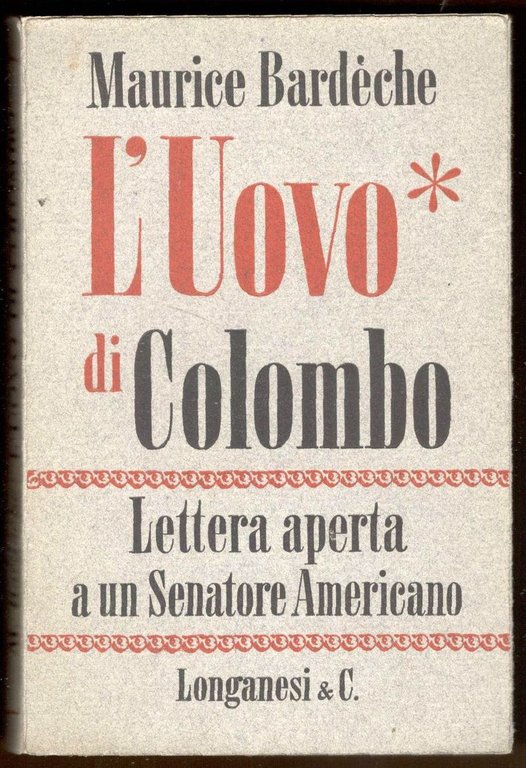 Maurice Bardèche
L'Uovo*
di Colombo
Lettera aperta
a un Senatore Americano
Longanesi & C.